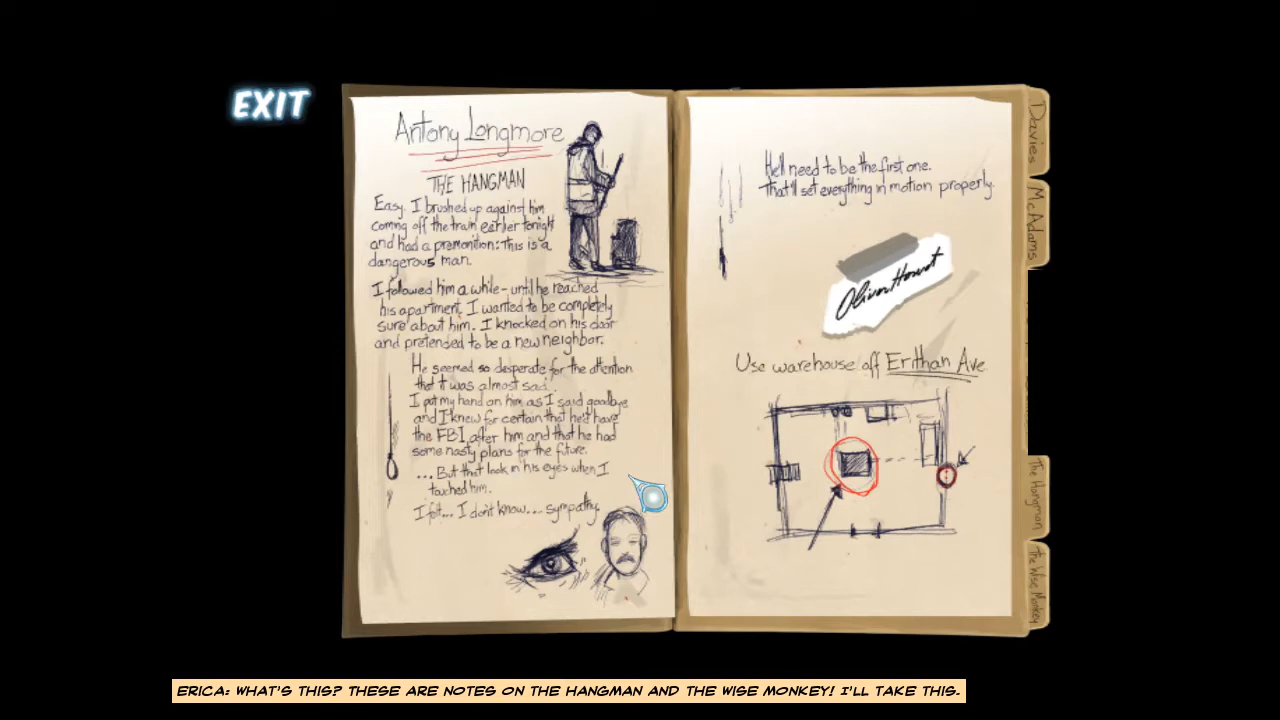 EXIT
Antony Longmore
THE HANGMAN
Easy. I brushed up against him
coming off the train earlier tonight
and had a premonition: this is a
dangerous man.
I followed him a while - until he reached
his apartment. I wanted to be completely
sure about him. I knocked on his door
and pretended to be a new neighbor.
He seemed so desperate for the attention
that it was almost sad...
I put my hand on him as I said goodbye
and I knew for certain that he'd have
the FBI after him and that he had
some nasty plans for the future.
...But that look in his eyes when I
touched him.
I felt... I don't know... sympathy.
He'll need to be the first one.
That'll set everything in motion properly.
Use warehouse off Erithan Ave
Davies
McAdams
The Hangman
The Wise Monkey
ERICA: WHAT'S THIS? THESE ARE NOTES ON THE HANGMAN AND THE WISE MONKEY! I'LL TAKE THIS.